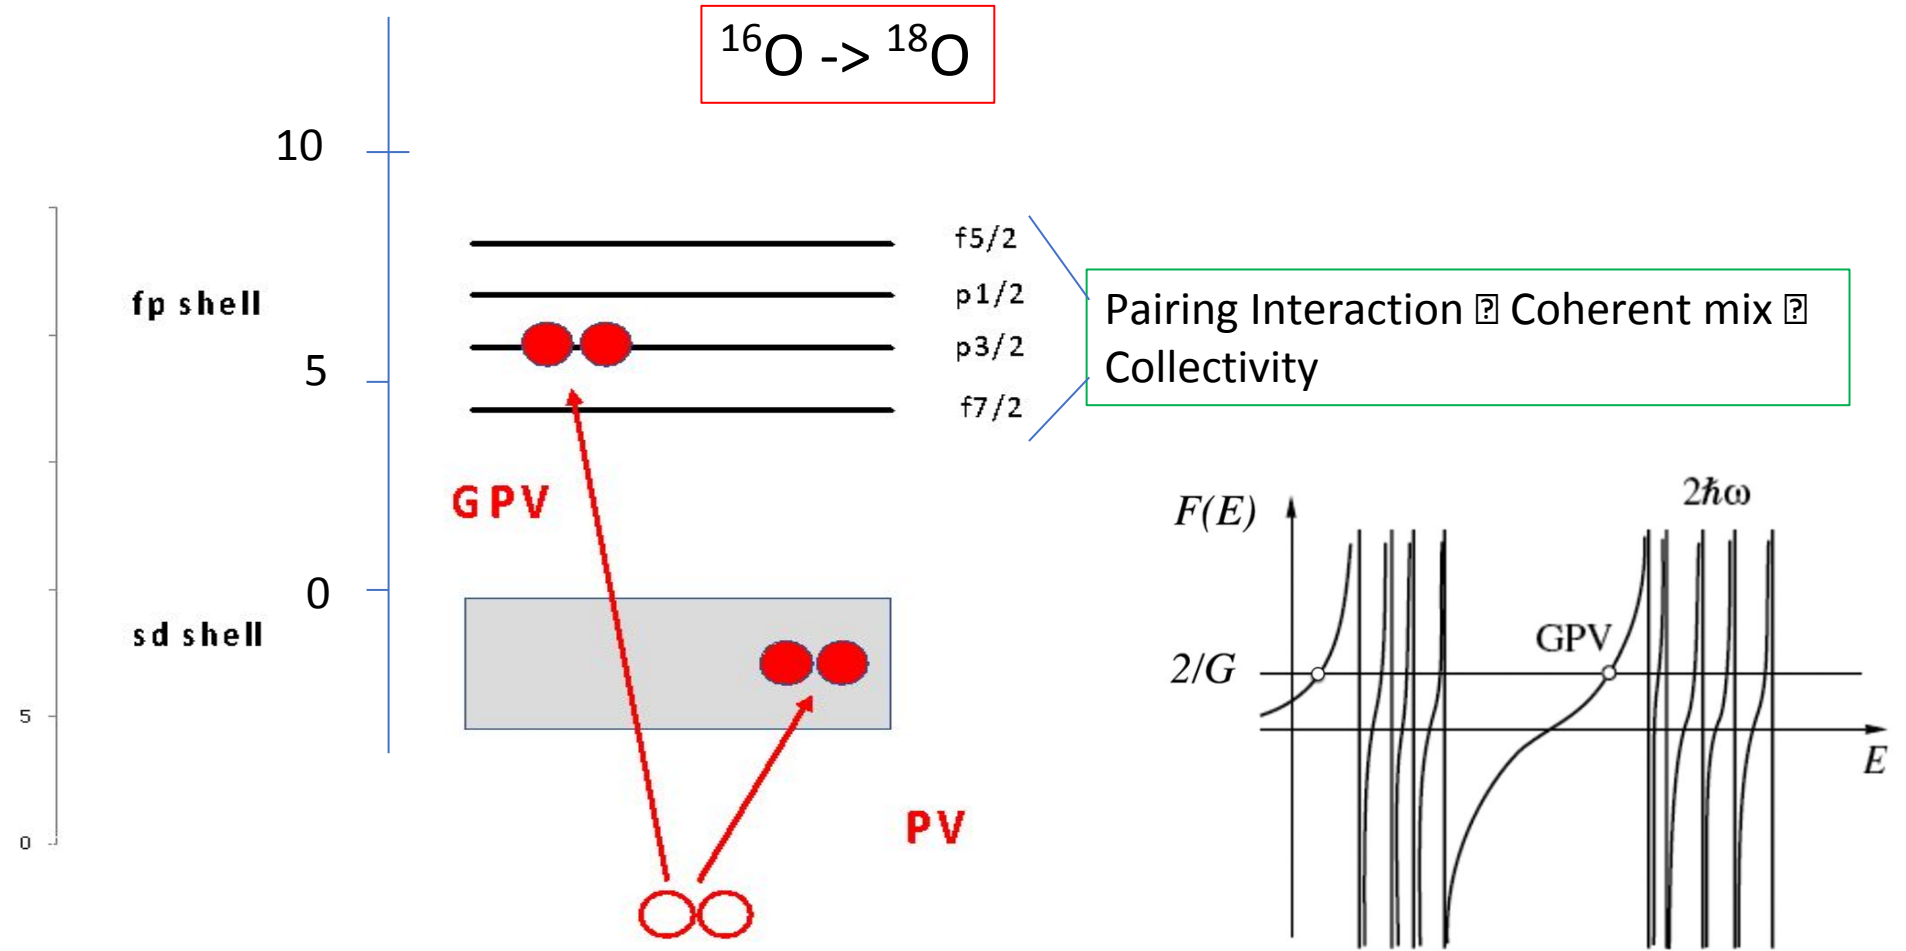 ¹⁶O -> ¹⁸O
10
f5/2
fp shell
p1/2
Pairing Interaction ⍰ Coherent mix ⍰
Collectivity
5
p3/2
f7/2
GPV
2ħω
F(E)
0
sd shell
GPV
2/G
5
E
PV
0